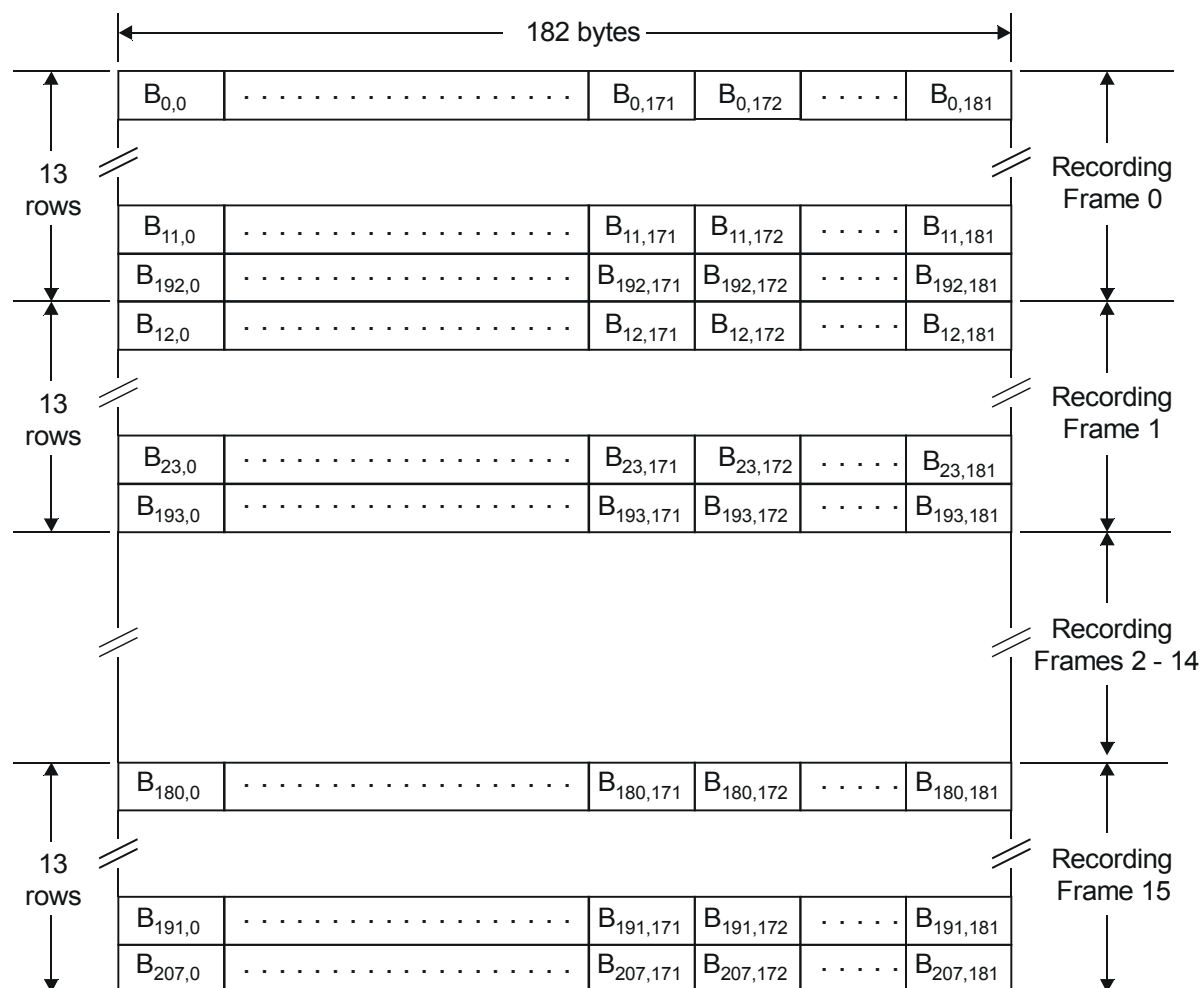 182 bytes
B0,0 . . . . . . . . . . . . . . . . . . . B0,171 B0,172 . . . . . B0,181
13
rows
Recording
Frame 0
B11,0 . . . . . . . . . . . . . . . . . . . B11,171 B11,172 . . . . . B11,181
B192,0 . . . . . . . . . . . . . . . . . . . B192,171 B192,172 . . . . . B192,181
B12,0 . . . . . . . . . . . . . . . . . . . B12,171 B12,172 . . . . . B12,181
13
rows
Recording
Frame 1
B23,0 . . . . . . . . . . . . . . . . . . . B23,171 B23,172 . . . . . B23,181
B193,0 . . . . . . . . . . . . . . . . . . . B193,171 B193,172 . . . . . B193,181
Recording
Frames 2 - 14
B180,0 . . . . . . . . . . . . . . . . . . . B180,171 B180,172 . . . . . B180,181
13
rows
Recording
Frame 15
B191,0 . . . . . . . . . . . . . . . . . . . B191,171 B191,172 . . . . . B191,181
B207,0 . . . . . . . . . . . . . . . . . . . B207,171 B207,172 . . . . . B207,181